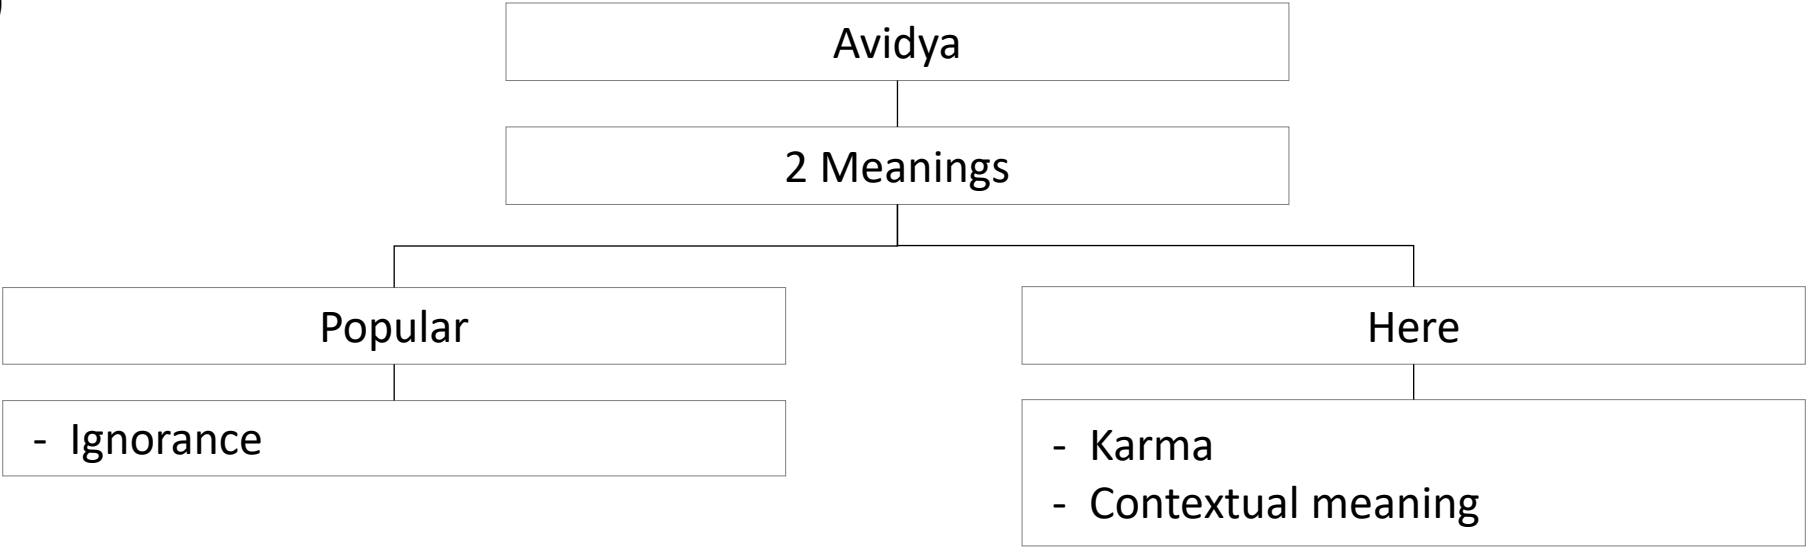 Avidya
2 Meanings
Popular
Here
- Ignorance
- Karma
- Contextual meaning